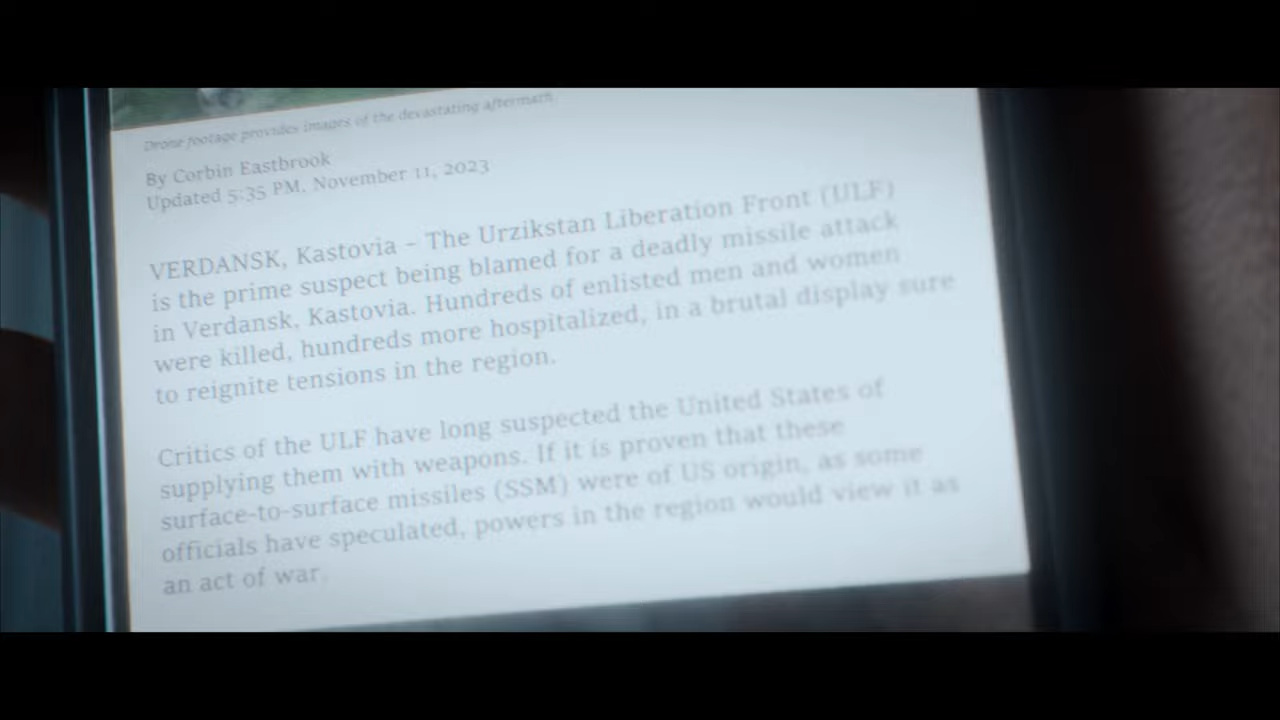 Drone footage provides images of the devastating aftermath.
By Corbin Eastbrook
Updated 5:35 PM, November 11, 2023
VERDANSK, Kastovia – The Urzikstan Liberation Front (ULF)
is the prime suspect being blamed for a deadly missile attack
in Verdansk, Kastovia. Hundreds of enlisted men and women
were killed, hundreds more hospitalized, in a brutal display sure
to reignite tensions in the region.
Critics of the ULF have long suspected the United States of
supplying them with weapons. If it is proven that these
surface-to-surface missiles (SSM) were of US origin, as some
officials have speculated, powers in the region would view it as
an act of war.